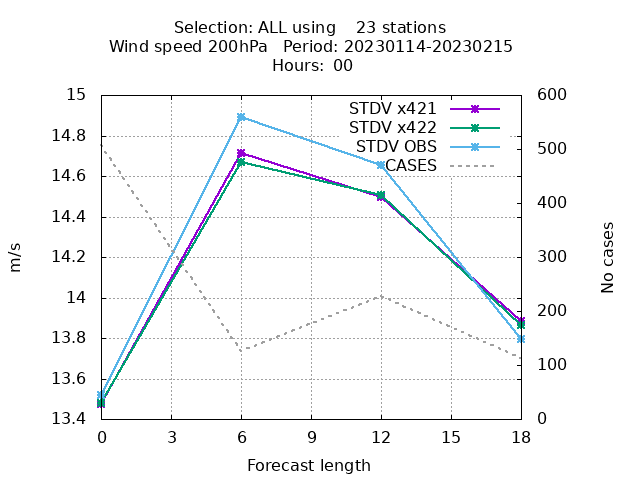 Selection: ALL using    23 stations
Wind speed 200hPa   Period: 20230114-20230215
Hours:  00
15
14.8
14.6
14.4
14.2
14
13.8
13.6
13.4
m/s
STDV x421
STDV x422
STDV OBS
CASES
600
500
400
300
200
100
0
No cases
0 3 6 9 12 15 18
Forecast length